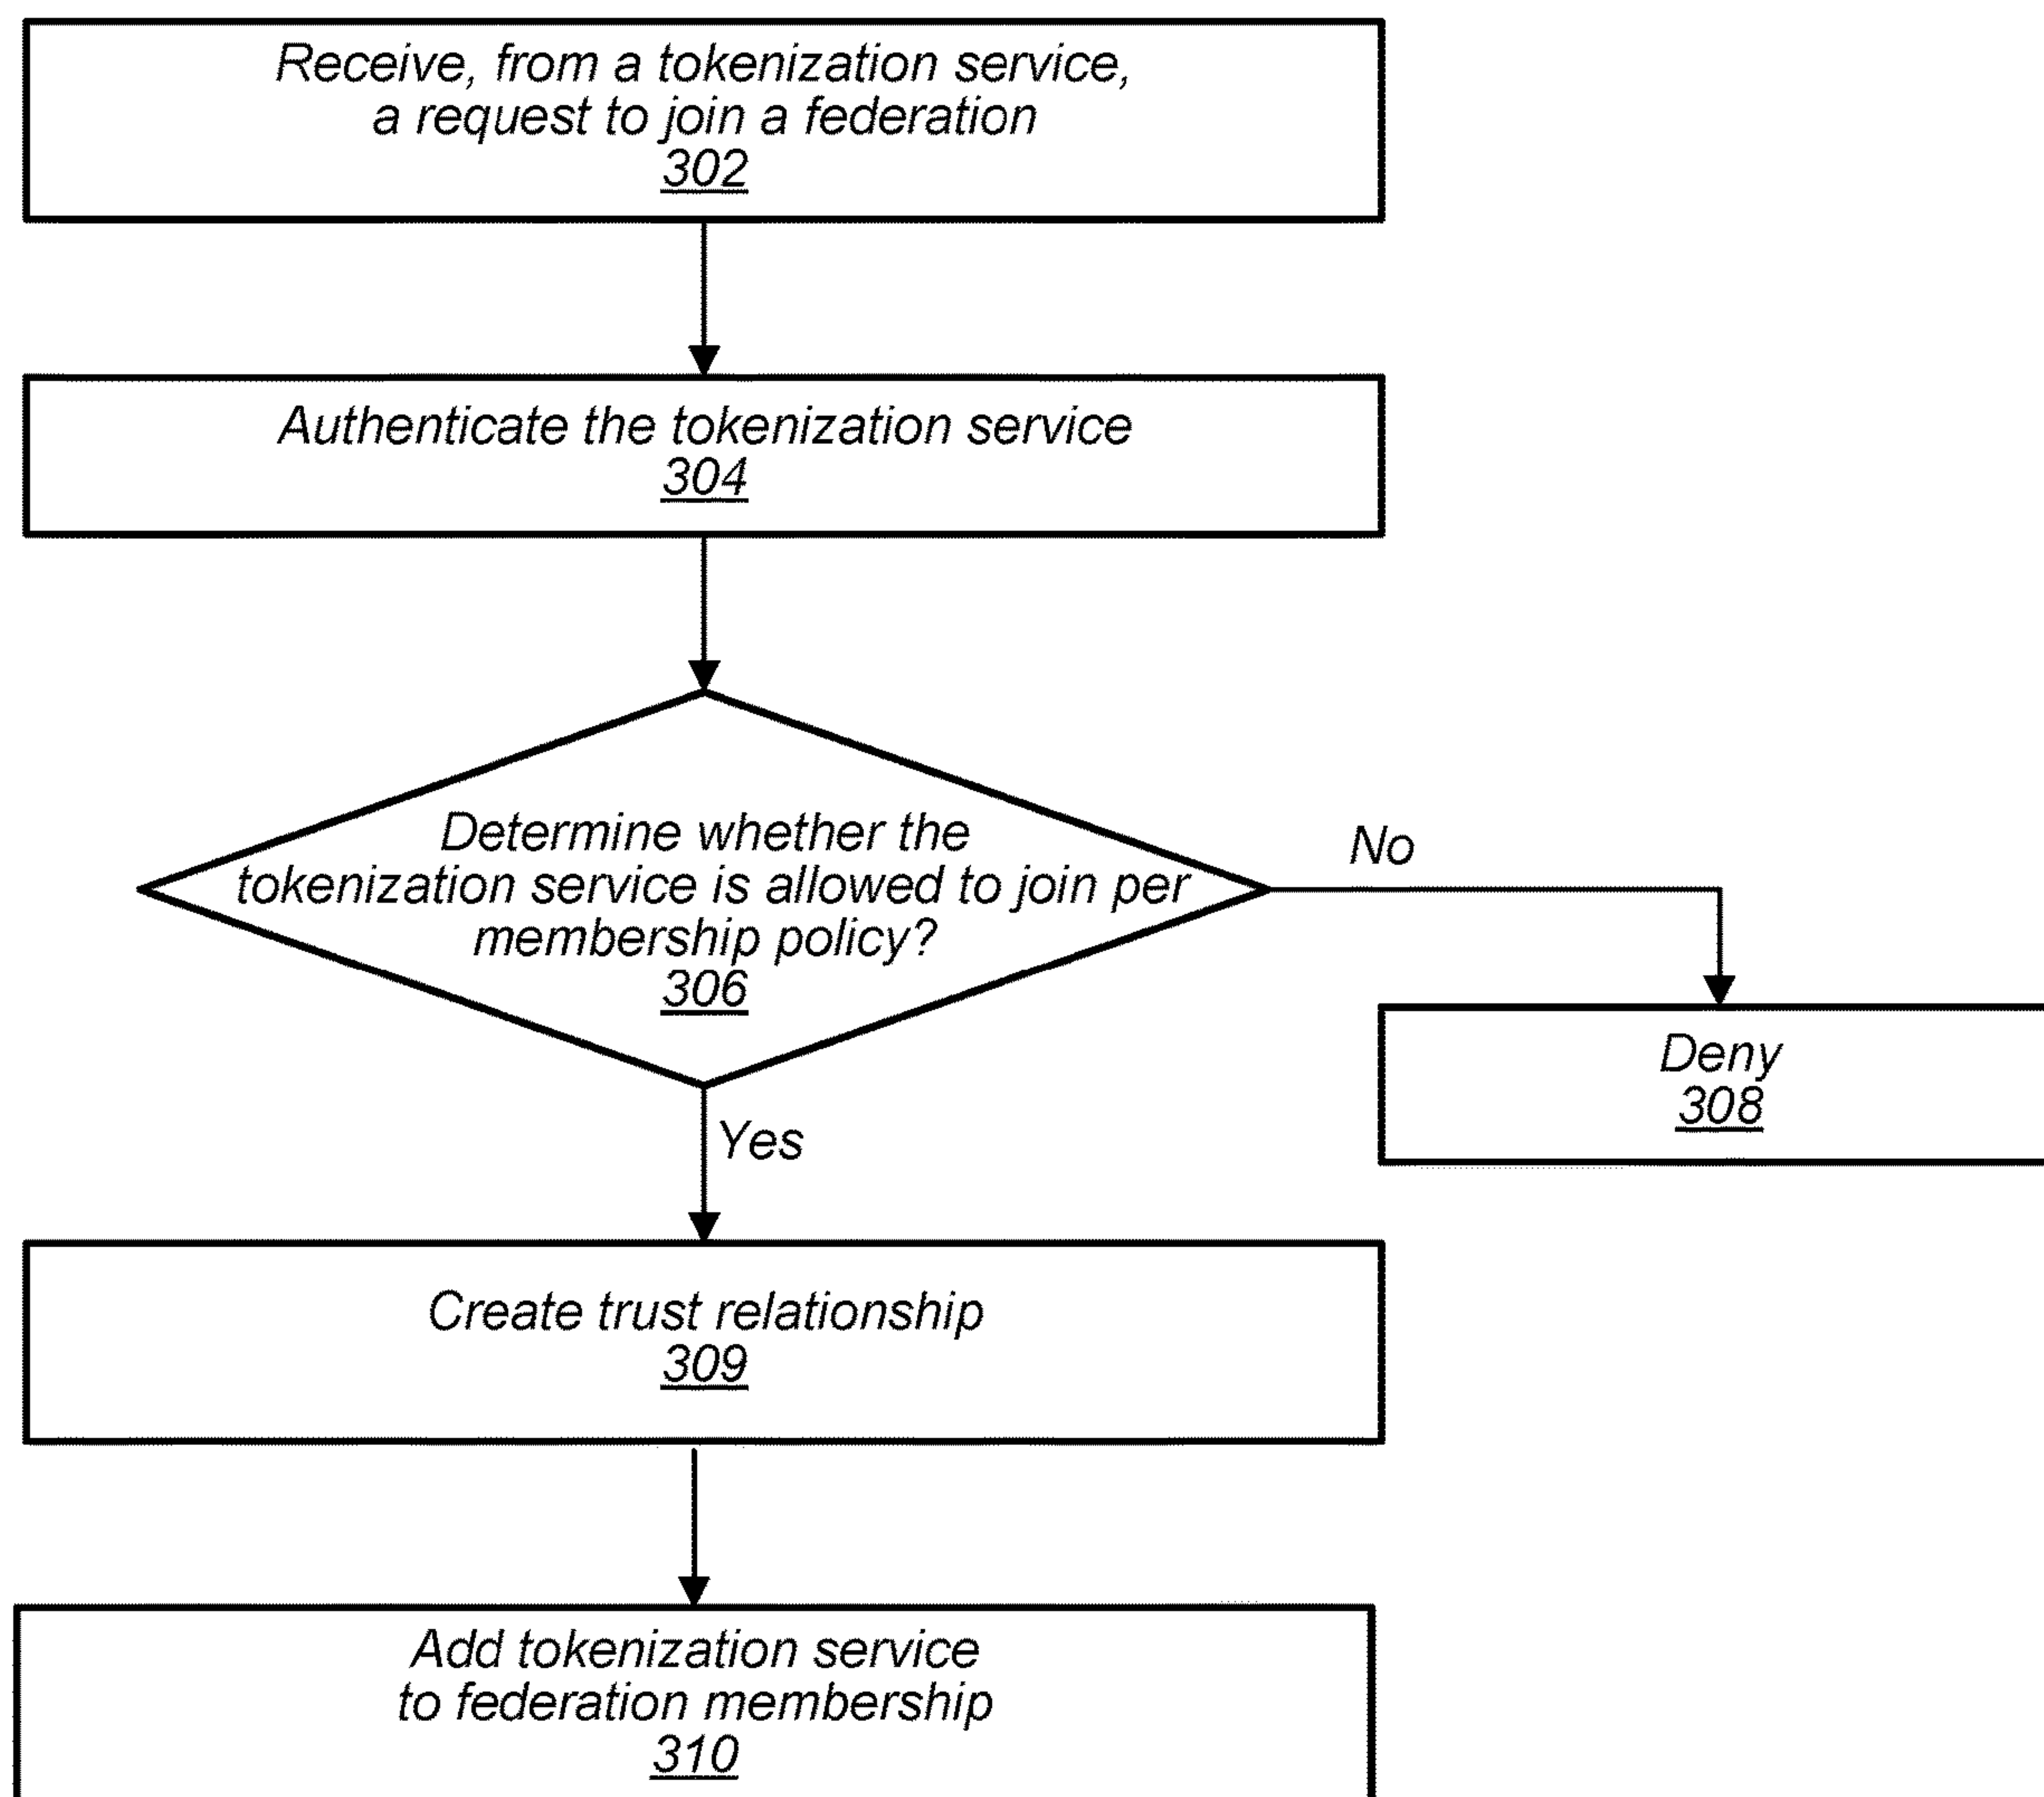 Receive, from a tokenization service,
a request to join a federation
302
Authenticate the tokenization service
304
Determine whether the
tokenization service is allowed to join per
membership policy?
306
No
Deny
308
Yes
Create trust relationship
309
Add tokenization service
to federation membership
310